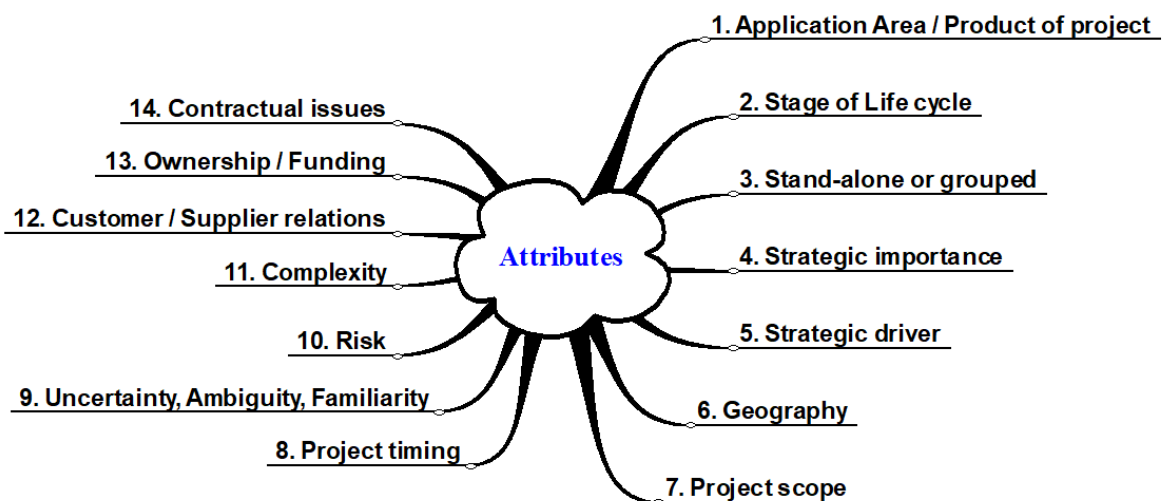 1. Application Area / Product of project
2. Stage of Life cycle
3. Stand-alone or grouped
4. Strategic importance
5. Strategic driver
6. Geography
7. Project scope
8. Project timing
9. Uncertainty, Ambiguity, Familiarity
10. Risk
11. Complexity
12. Customer / Supplier relations
13. Ownership / Funding
14. Contractual issues
Attributes